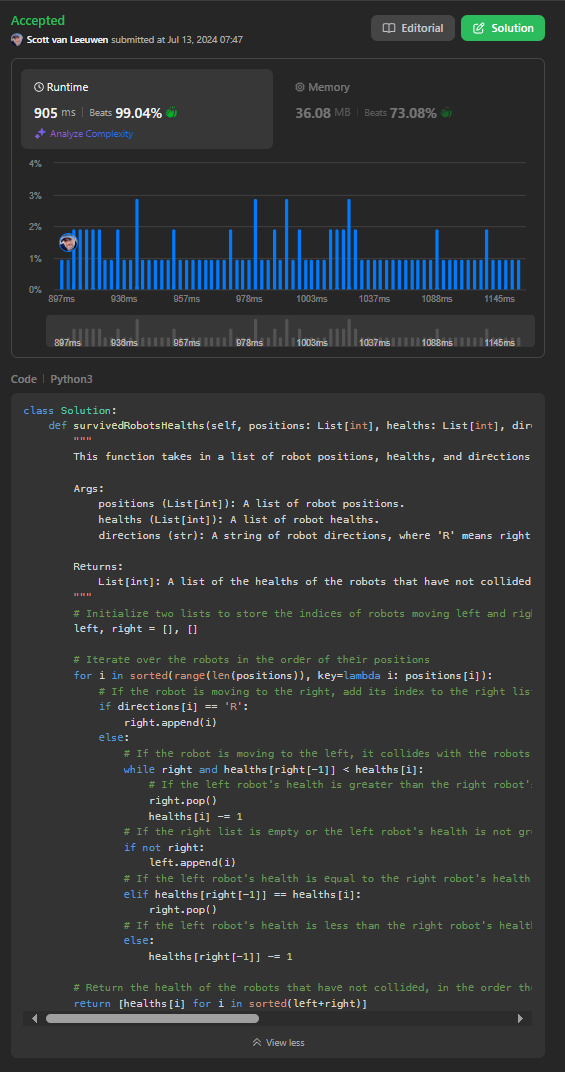 Accepted
Scott van Leeuwen submitted at Jul 13, 2024 07:47
Editorial
Solution
Runtime
905 ms | Beats 99.04%
Analyze Complexity
Memory
36.08 MB | Beats 73.08%
4%
3%
2%
1%
0%
897ms 936ms 957ms 978ms 1003ms 1037ms 1088ms 1145ms
897ms 936ms 957ms 978ms 1003ms 1037ms 1088ms 1145ms
Code | Python3
class Solution:
    def survivedRobotsHealths(self, positions: List[int], healths: List[int], dire
        """
        This function takes in a list of robot positions, healths, and directions

        Args:
            positions (List[int]): A list of robot positions.
            healths (List[int]): A list of robot healths.
            directions (str): A string of robot directions, where 'R' means right

        Returns:
            List[int]: A list of the healths of the robots that have not collided
        """
        # Initialize two lists to store the indices of robots moving left and righ
        left, right = [], []

        # Iterate over the robots in the order of their positions
        for i in sorted(range(len(positions)), key=lambda i: positions[i]):
            # If the robot is moving to the right, add its index to the right list
            if directions[i] == 'R':
                right.append(i)
            else:
                # If the robot is moving to the left, it collides with the robots
                while right and healths[right[-1]] < healths[i]:
                    # If the left robot's health is greater than the right robot's
                    right.pop()
                    healths[i] -= 1
                # If the right list is empty or the left robot's health is not gre
                if not right:
                    left.append(i)
                # If the left robot's health is equal to the right robot's health
                elif healths[right[-1]] == healths[i]:
                    right.pop()
                # If the left robot's health is less than the right robot's health
                else:
                    healths[right[-1]] -= 1

        # Return the health of the robots that have not collided, in the order the
        return [healths[i] for i in sorted(left+right)]
View less